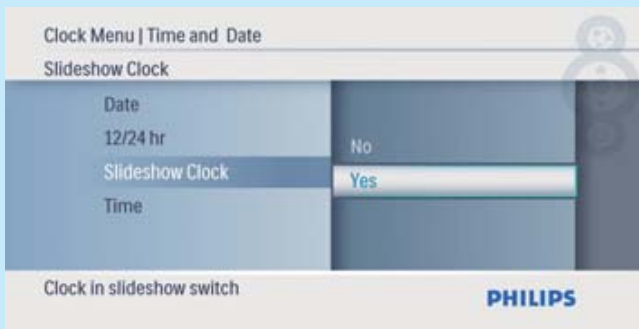 Clock Menu | Time and Date
Slideshow Clock
Date
12/24 hr
Slideshow Clock
Time
No
Yes
Clock in slideshow switch
PHILIPS